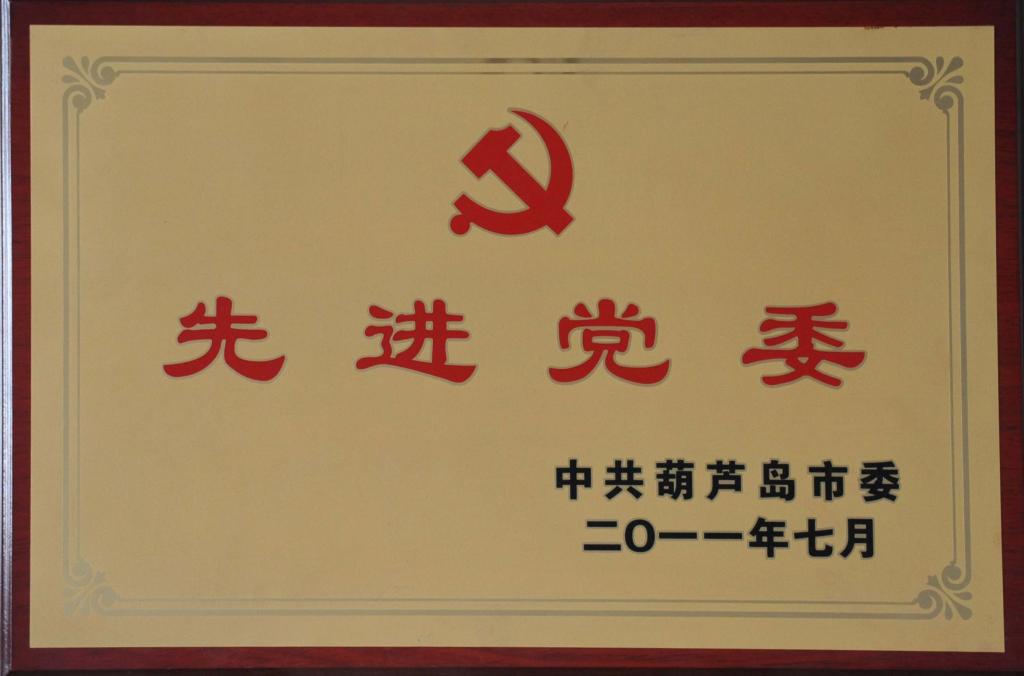 先进党委
中共葫芦岛市委
二〇一一年七月